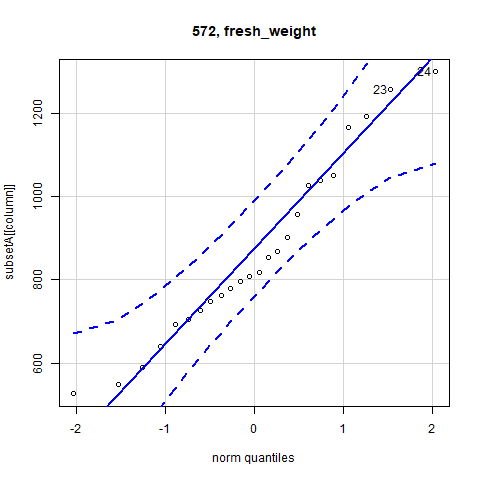 572, fresh_weight
subsetA[[column]]
1200
1000
800
600
23
24
-2 -1 0 1 2
norm quantiles